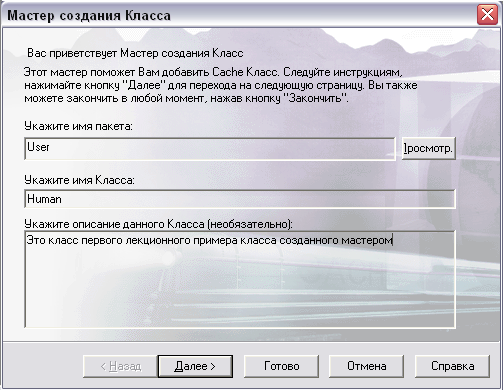 Мастер создания Класса
Вас приветствует Мастер создания Класс
Этот мастер поможет Вам добавить Cache Класс. Следуйте инструкциям,
нажимайте кнопку "Далее" для перехода на следующую страницу. Вы также
можете закончить в любой момент, нажав кнопку "Закончить".
Укажите имя пакета:
User
Просмотр.
Укажите имя Класса:
Human
Укажите описание данного Класса (необязательно):
Это класс первого лекционного примера класса созданного мастером
< Назад
Далее >
Готово
Отмена
Справка